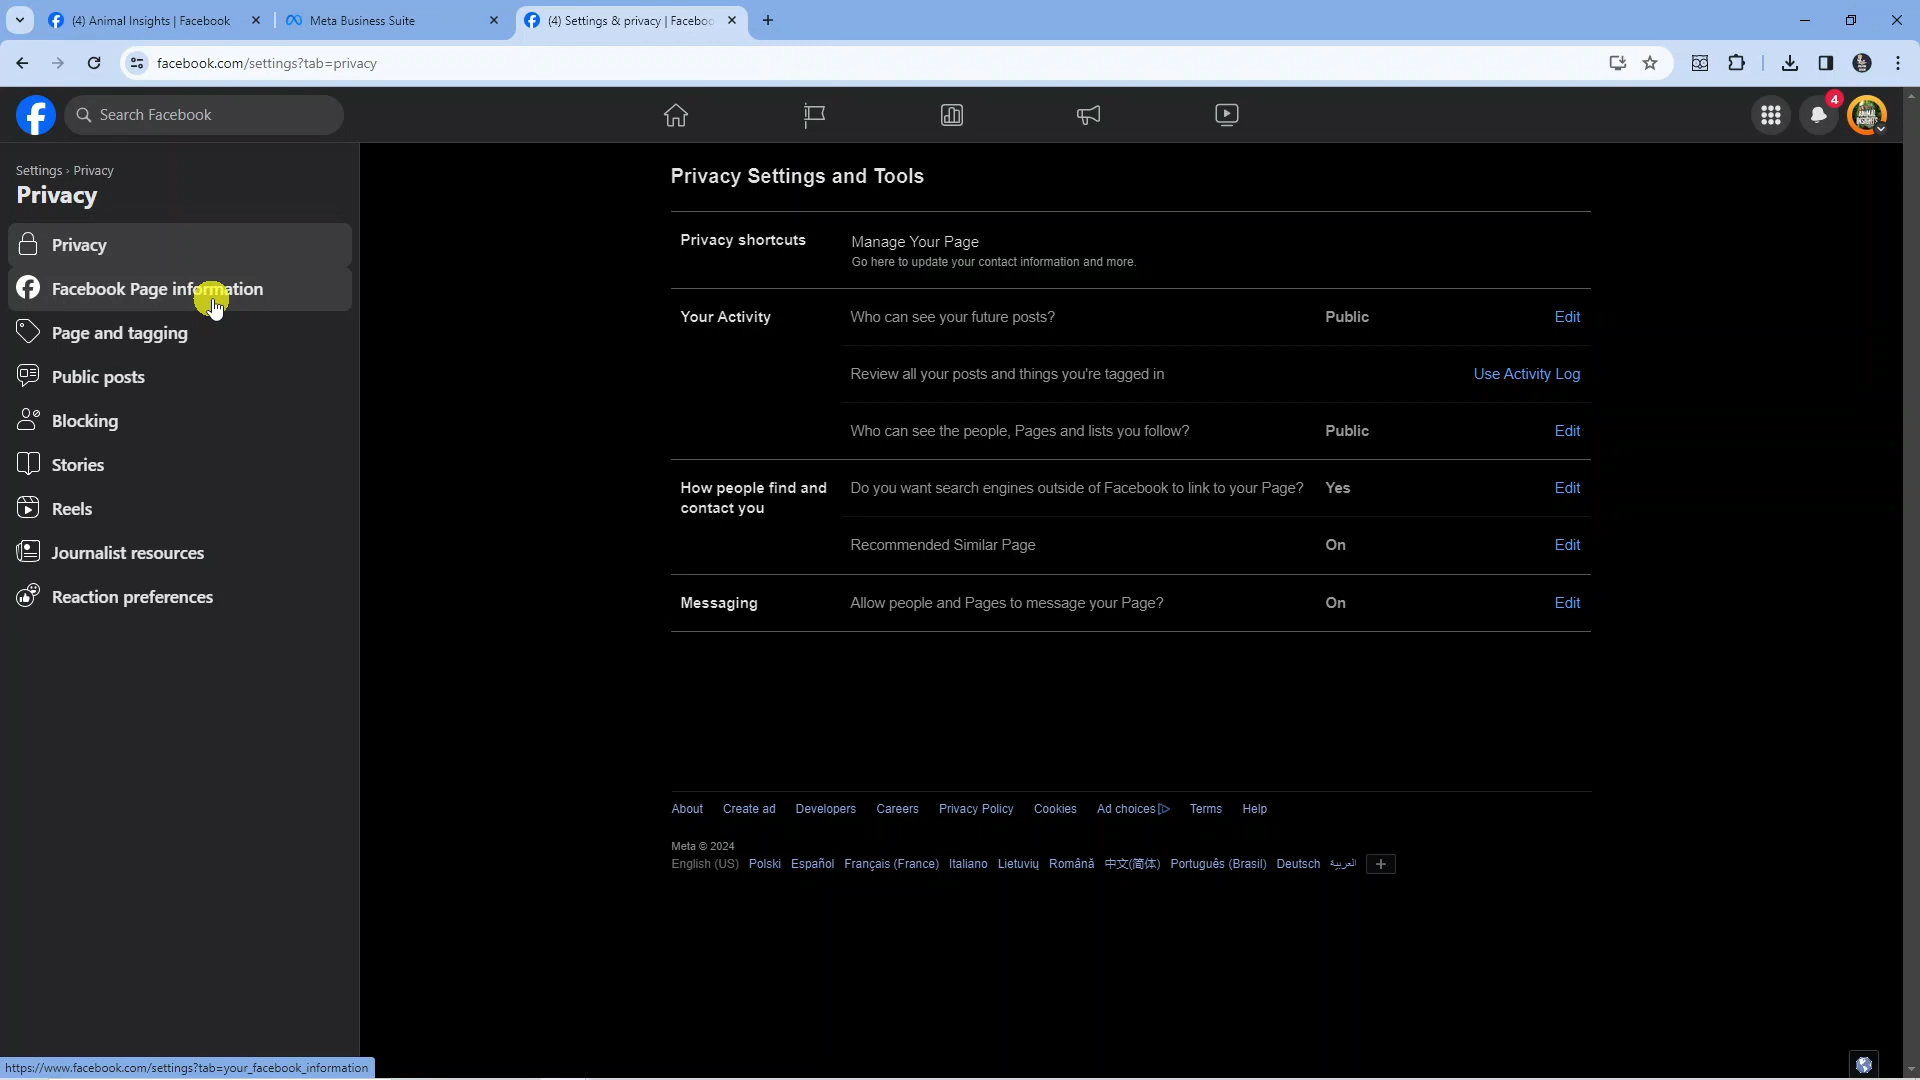 (4) Animal Insights | Facebook
Meta Business Suite
(4) Settings & privacy | Faceboo
facebook.com/settings?tab=privacy
Search Facebook
4
Settings › Privacy
Privacy
Privacy
Facebook Page information
Page and tagging
Public posts
Blocking
Stories
Reels
Journalist resources
Reaction preferences
Privacy Settings and Tools
Privacy shortcuts
Manage Your Page
Go here to update your contact information and more.
Your Activity
Who can see your future posts? Public Edit
Review all your posts and things you're tagged in Use Activity Log
Who can see the people, Pages and lists you follow? Public Edit
How people find and
contact you
Do you want search engines outside of Facebook to link to your Page? Yes Edit
Recommended Similar Page On Edit
Messaging
Allow people and Pages to message your Page? On Edit
About Create ad Developers Careers Privacy Policy Cookies Ad choices Terms Help
Meta © 2024
English (US) Polski Español Français (France) Italiano Lietuvių Română 中文(简体) Português (Brasil) Deutsch العربية
https://www.facebook.com/settings?tab=your_facebook_information